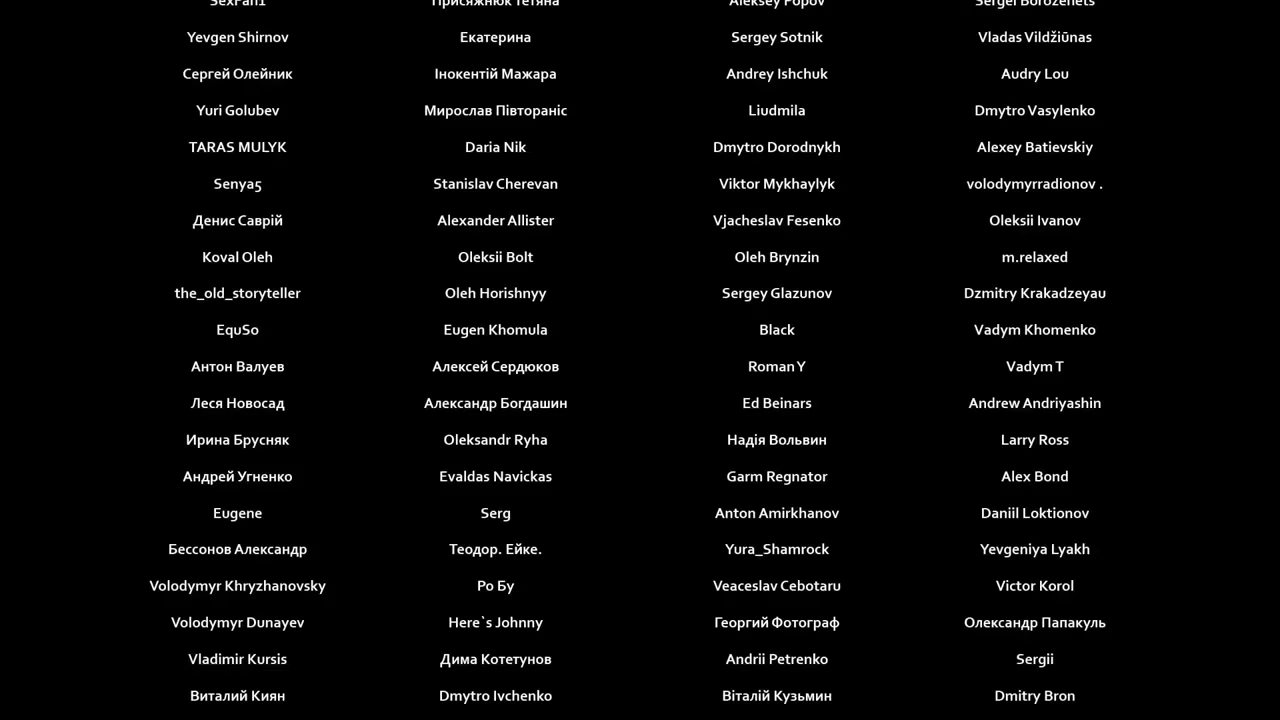 SexFan1 Присяжнюк Тетяна Aleksey Popov Sergei Borozenets
Yevgen Shirnov Екатерина Sergey Sotnik Vladas Vildžiūnas
Сергей Олейник Інокентій Мажара Andrey Ishchuk Audry Lou
Yuri Golubev Мирослав Півтораніс Liudmila Dmytro Vasylenko
TARAS MULYK Daria Nik Dmytro Dorodnykh Alexey Batievskiy
Senya5 Stanislav Cherevan Viktor Mykhaylyk volodymyrradionov .
Денис Саврій Alexander Allister Vjacheslav Fesenko Oleksii Ivanov
Koval Oleh Oleksii Bolt Oleh Brynzin m.relaxed
the_old_storyteller Oleh Horishnyy Sergey Glazunov Dzmitry Krakadzeyau
EquSo Eugen Khomula Black Vadym Khomenko
Антон Валуев Алексей Сердюков Roman Y Vadym T
Леся Новосад Александр Богдашин Ed Beinars Andrew Andriyashin
Ирина Брусняк Oleksandr Ryha Надія Вольвин Larry Ross
Андрей Угненко Evaldas Navickas Garm Regnator Alex Bond
Eugene Serg Anton Amirkhanov Daniil Loktionov
Бессонов Александр Теодор. Ейке. Yura_Shamrock Yevgeniya Lyakh
Volodymyr Khryzhanovsky Ро Бу Veaceslav Cebotaru Victor Korol
Volodymyr Dunayev Here`s Johnny Георгий Фотограф Олександр Папакуль
Vladimir Kursis Дима Котетунов Andrii Petrenko Sergii
Виталий Киян Dmytro Ivchenko Віталій Кузьмин Dmitry Bron